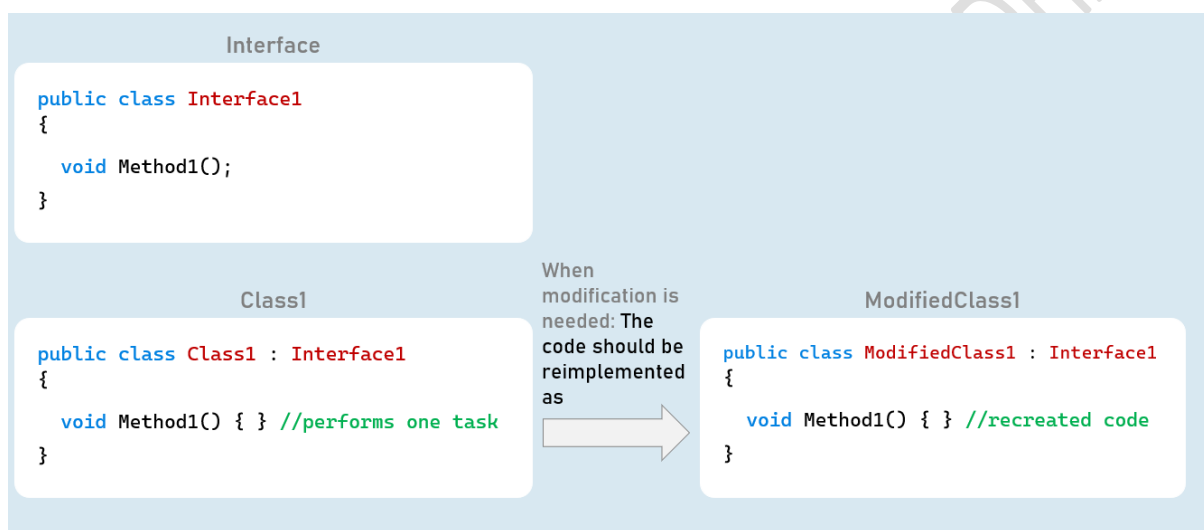 Interface
public class Interface1
{
void Method1();
}
Class1
public class Class1 : Interface1
{
void Method1() { } //performs one task
}
When
modification is
needed: The
code should be
reimplemented
as
ModifiedClass1
public class ModifiedClass1 : Interface1
{
void Method1() { } //recreated code
}